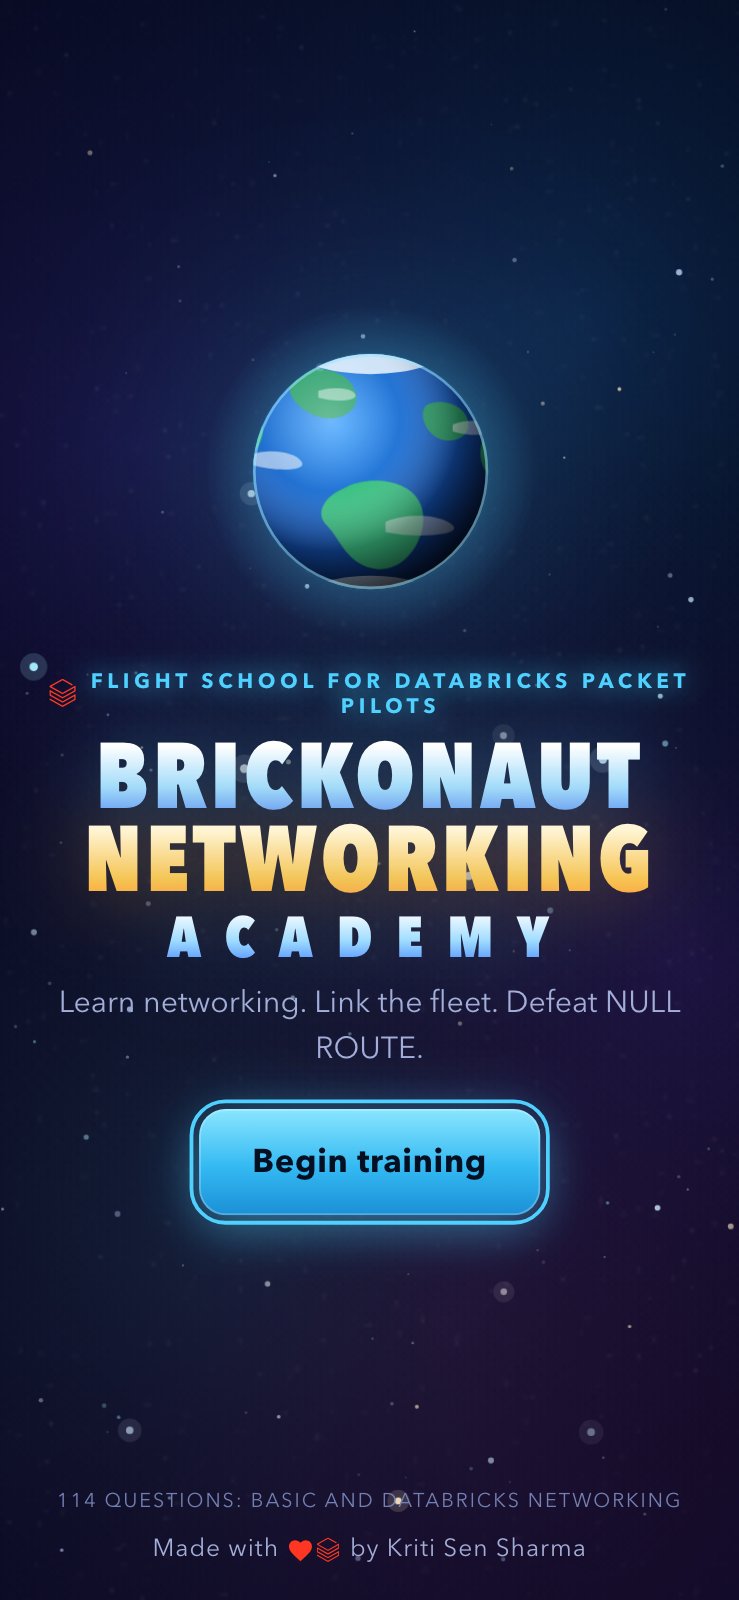 FLIGHT SCHOOL FOR DATABRICKS PACKET
PILOTS
BRICKONAUT
NETWORKING
ACADEMY
Learn networking. Link the fleet. Defeat NULL
ROUTE.
Begin training
114 QUESTIONS: BASIC AND DATABRICKS NETWORKING
Made with by Kriti Sen Sharma